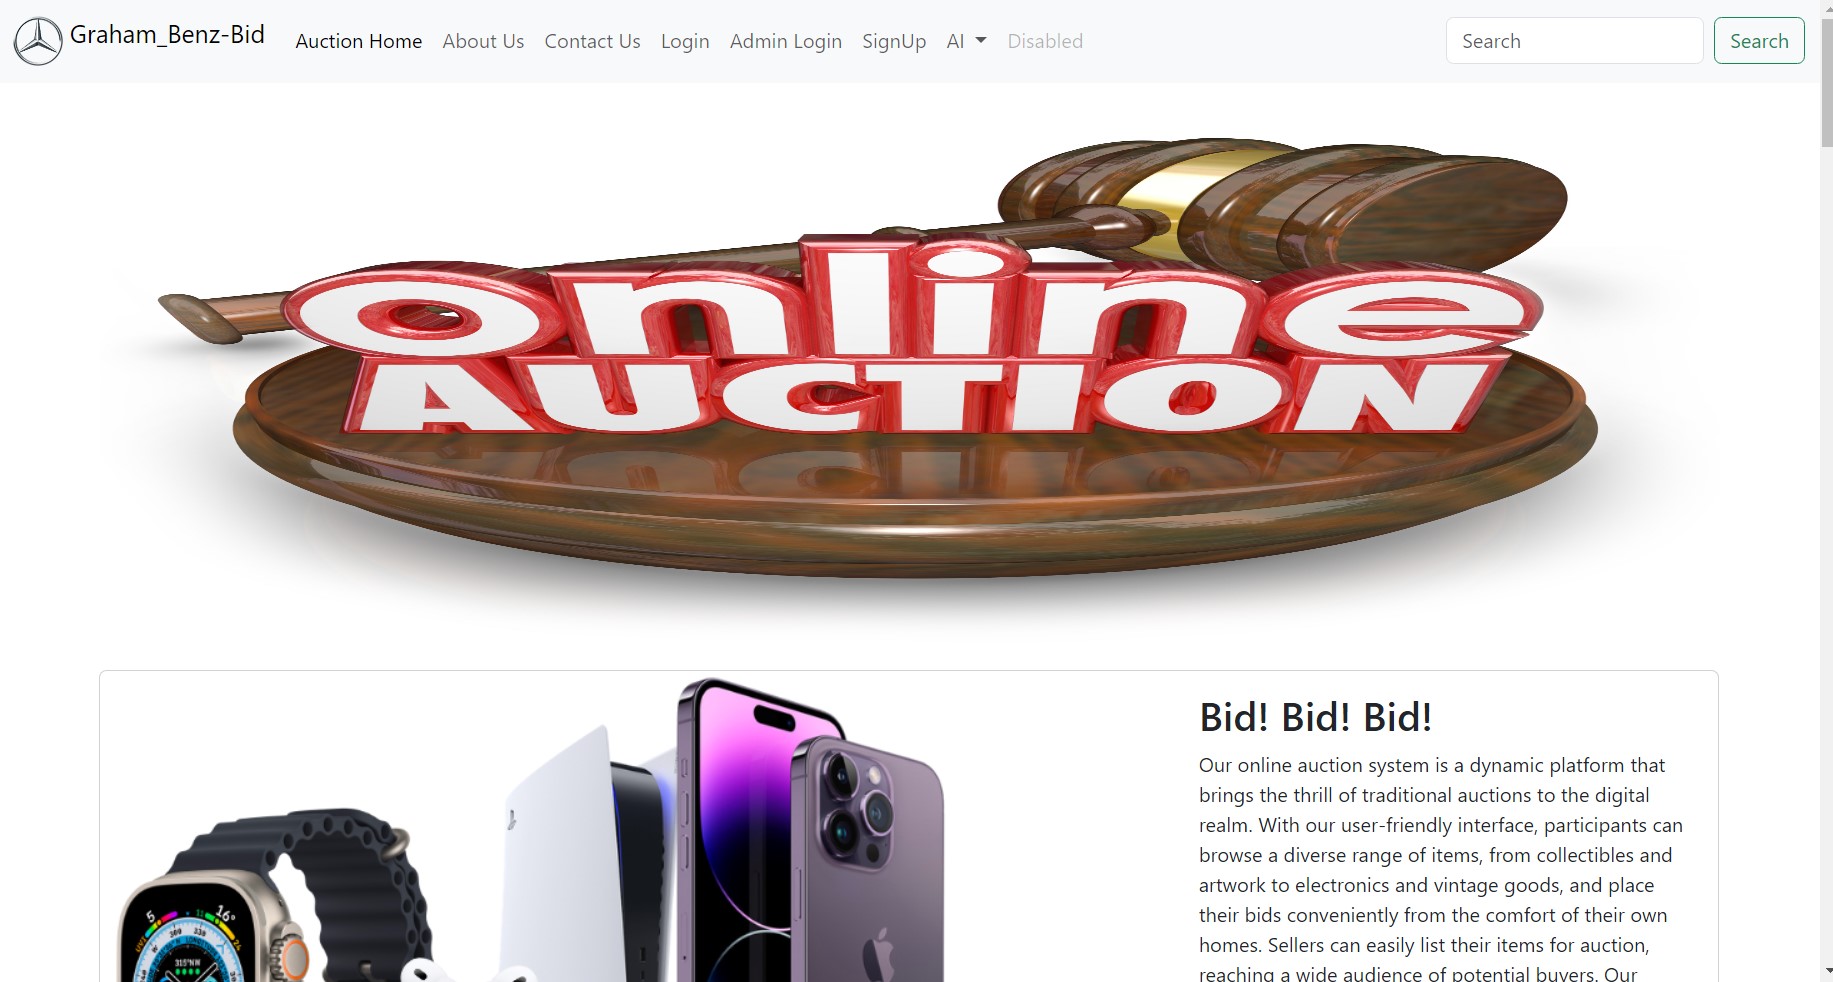 Graham_Benz-Bid
Auction Home
About Us
Contact Us
Login
Admin Login
SignUp
AI
Disabled
Search
Search
online
AUCTION
Bid! Bid! Bid!
Our online auction system is a dynamic platform that
brings the thrill of traditional auctions to the digital
realm. With our user-friendly interface, participants can
browse a diverse range of items, from collectibles and
artwork to electronics and vintage goods, and place
their bids conveniently from the comfort of their own
homes. Sellers can easily list their items for auction,
reaching a wide audience of potential buyers. Our
5
16°
315°NW